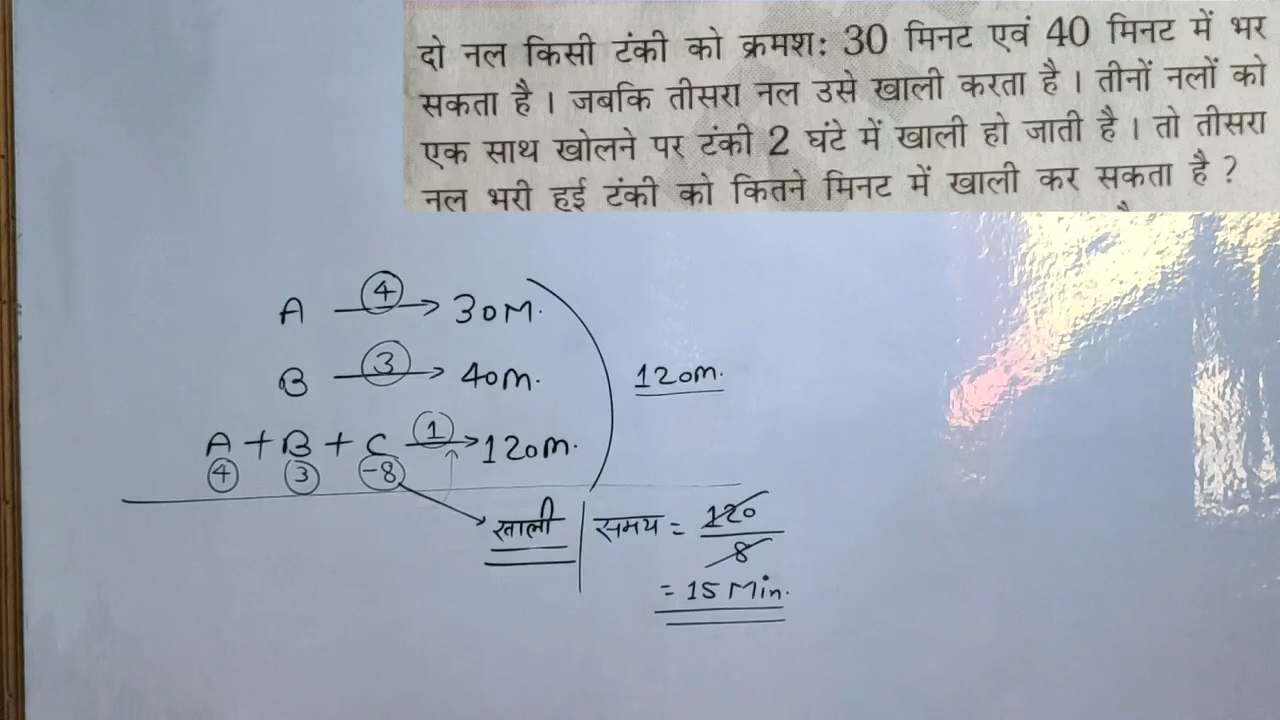 दो नल किसी टंकी को क्रमश: 30 मिनट एवं 40 मिनट में भर
सकता है । जबकि तीसरा नल उसे खाली करता है । तीनों नलों को
एक साथ खोलने पर टंकी 2 घंटे में खाली हो जाती है । तो तीसरा
नल भरी हुई टंकी को कितने मिनट में खाली कर सकता है ?
A ④→ 30M.
B ③→ 40m.
120m.
A + B + C ①→ 120m.
④ ③ -8
खाली
समय = 120/8
= 15 Min.